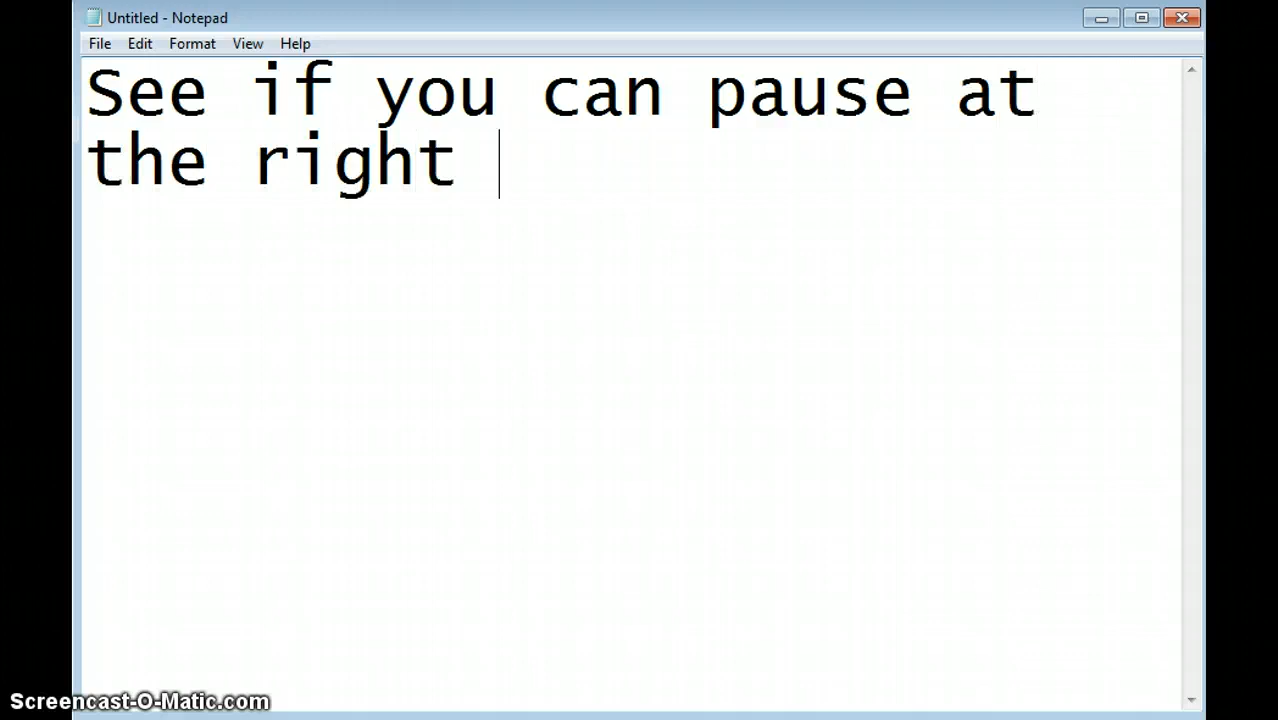 Untitled - Notepad
File Edit Format View Help
See if you can pause at
the right
Screencast-O-Matic.com